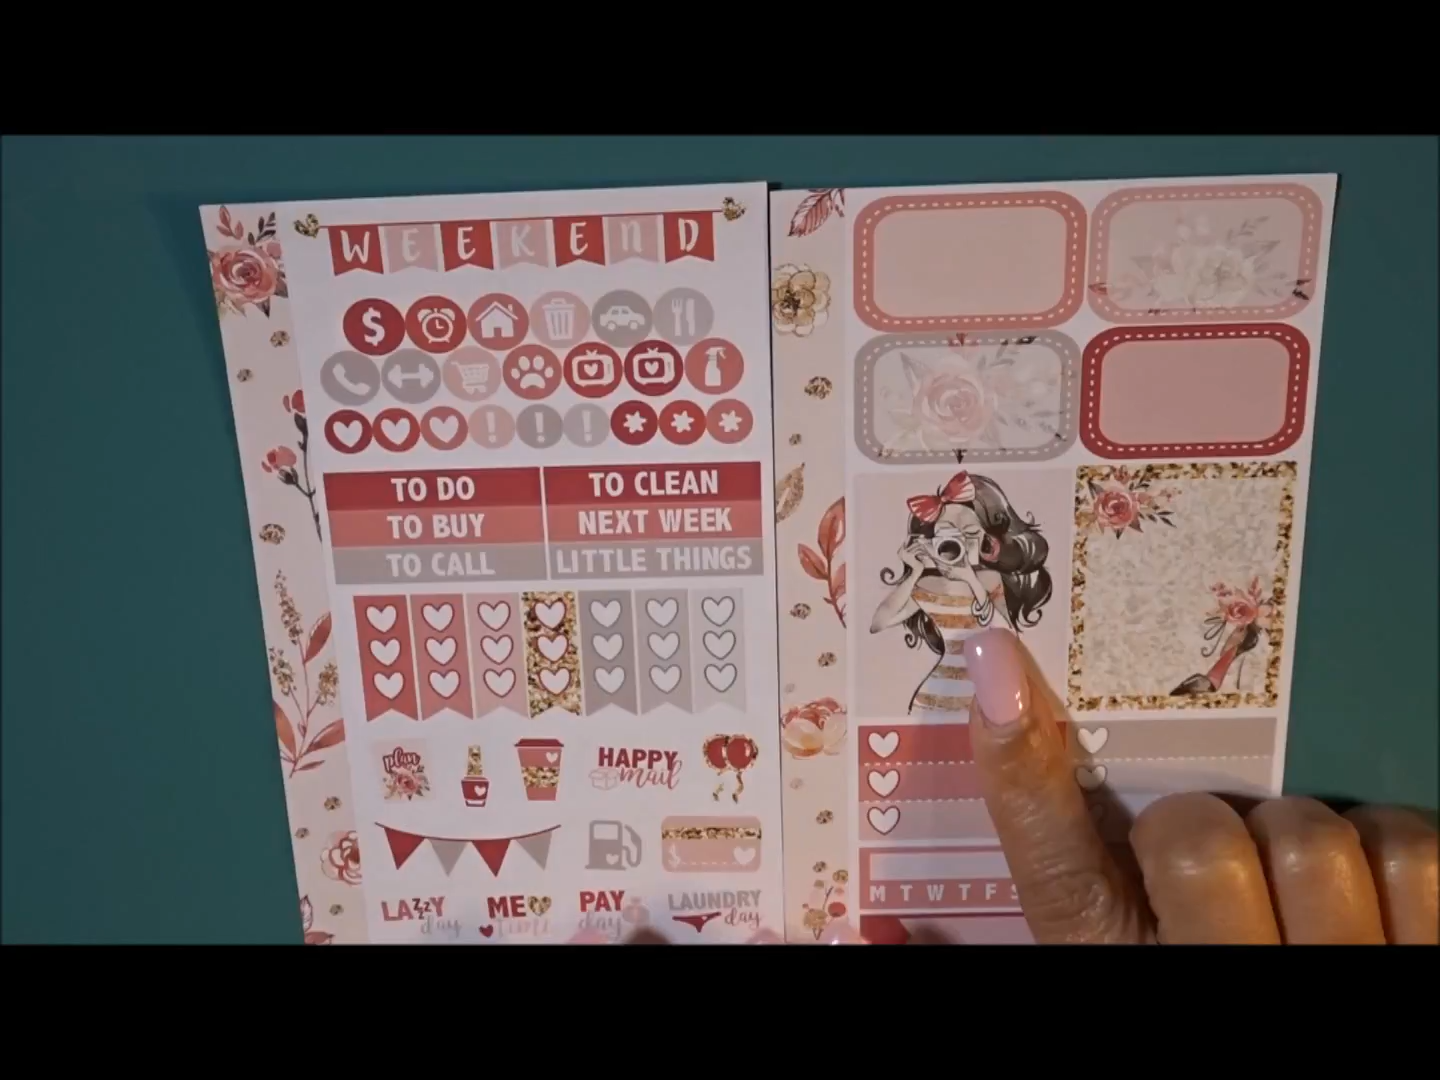 WEEKEND
TO DO
TO BUY
TO CALL
TO CLEAN
NEXT WEEK
LITTLE THINGS
plan
HAPPY
mail
LAZZZY
day
ME
time
PAY
day
LAUNDRY
day
M T W T F S